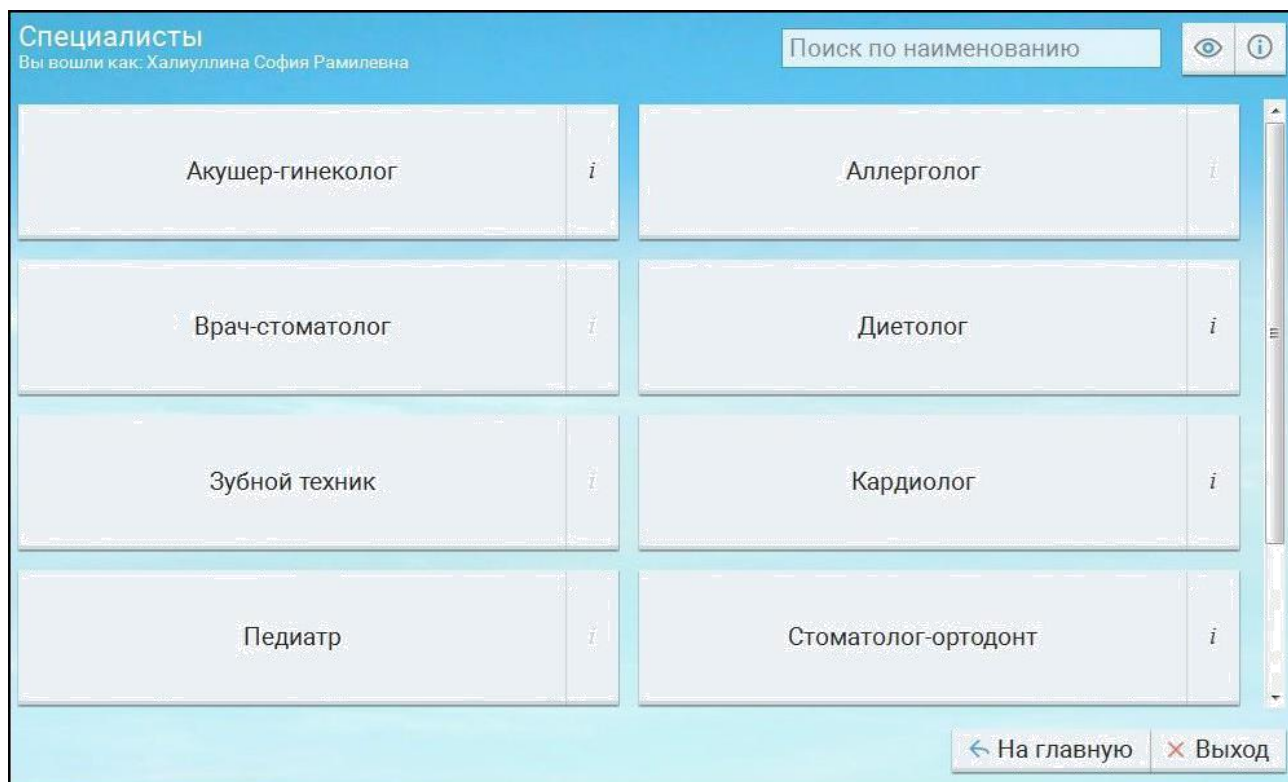 Специалисты
Вы вошли как: Халиуллина София Рамилевна
Поиск по наименованию
Акушер-гинеколог i
Аллерголог i
Врач-стоматолог i
Диетолог i
Зубной техник i
Кардиолог i
Педиатр i
Стоматолог-ортодонт i
На главную
Выход